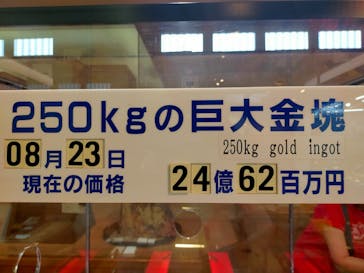 250kgの巨大金塊
250kg gold ingot
08月23日
現在の価格
24億62百万円